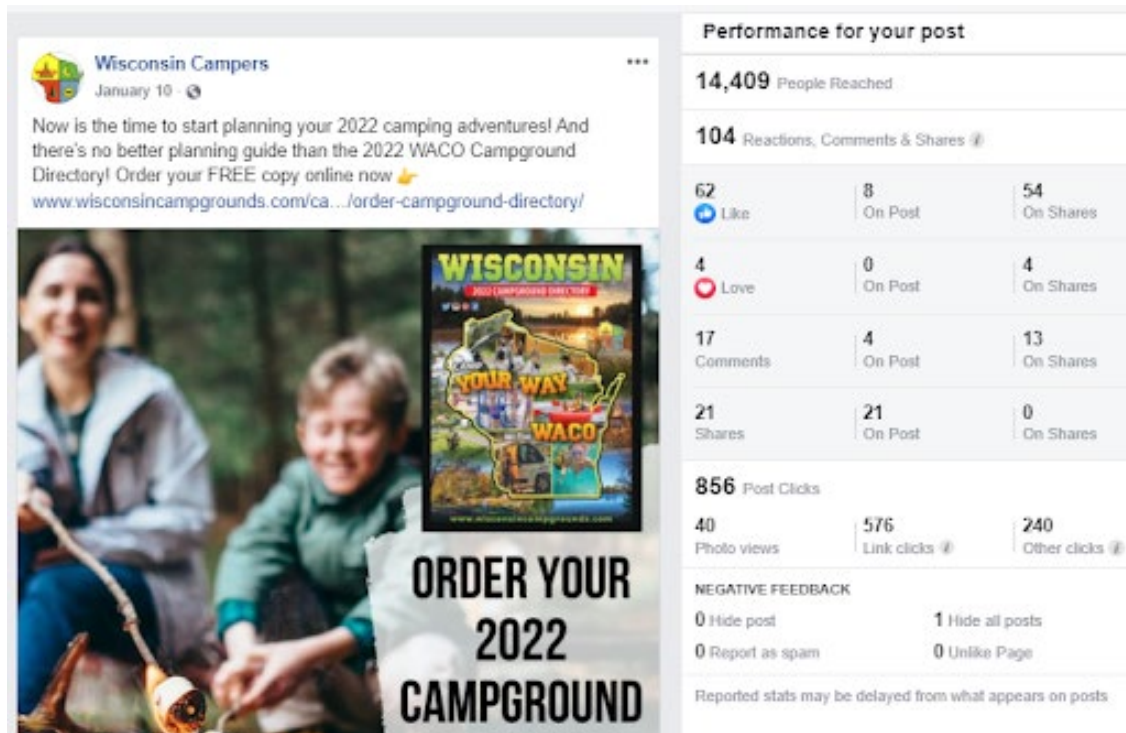 Wisconsin Campers
January 10 ·
Now is the time to start planning your 2022 camping adventures! And
there's no better planning guide than the 2022 WACO Campground
Directory! Order your FREE copy online now 👉
www.wisconsincampgrounds.com/ca.../order-campground-directory/
WISCONSIN
2022 CAMPGROUND DIRECTORY
YOUR WAY
WACO
www.wisconsincampgrounds.com
ORDER YOUR
2022
CAMPGROUND
Performance for your post
14,409 People Reached
104 Reactions, Comments & Shares
62 8 54
Like On Post On Shares
4 0 4
Love On Post On Shares
17 4 13
Comments On Post On Shares
21 21 0
Shares On Post On Shares
856 Post Clicks
40 576 240
Photo views Link clicks Other clicks
NEGATIVE FEEDBACK
0 Hide post 1 Hide all posts
0 Report as spam 0 Unlike Page
Reported stats may be delayed from what appears on posts